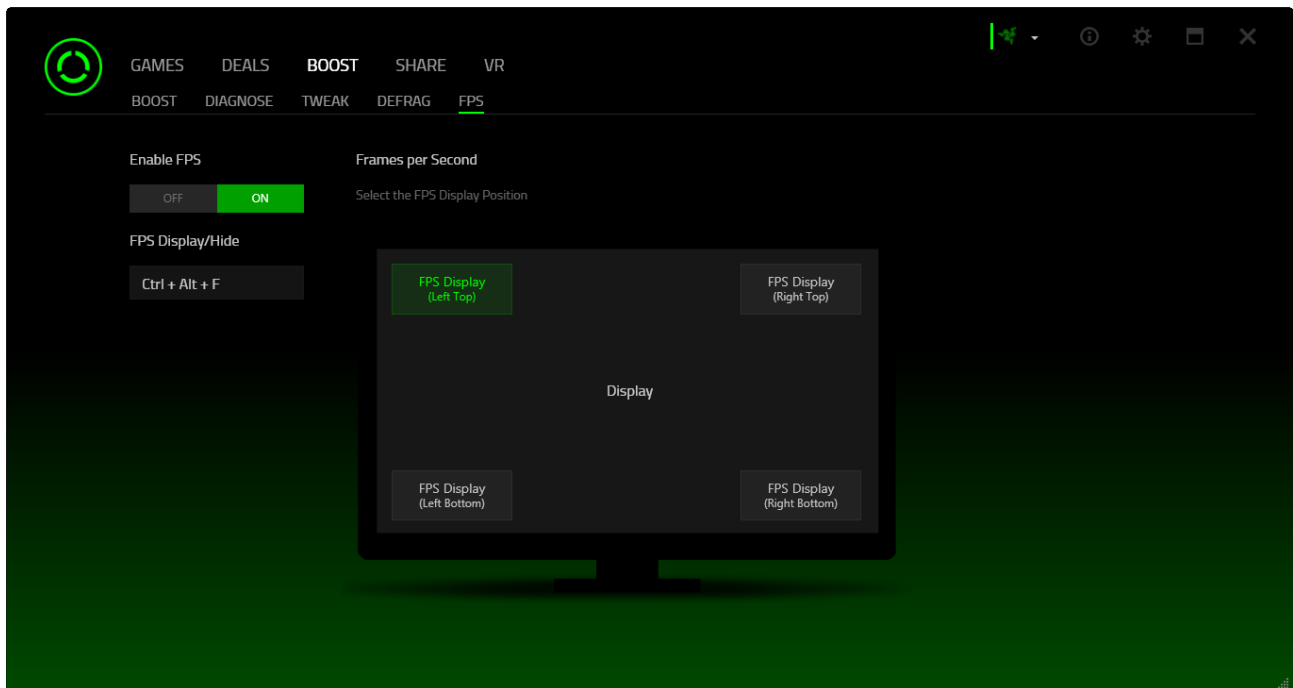 GAMES DEALS BOOST SHARE VR
BOOST DIAGNOSE TWEAK DEFRAG FPS
Enable FPS
Frames per Second
OFF ON
Select the FPS Display Position
FPS Display/Hide
Ctrl + Alt + F
FPS Display
(Left Top)
FPS Display
(Right Top)
Display
FPS Display
(Left Bottom)
FPS Display
(Right Bottom)